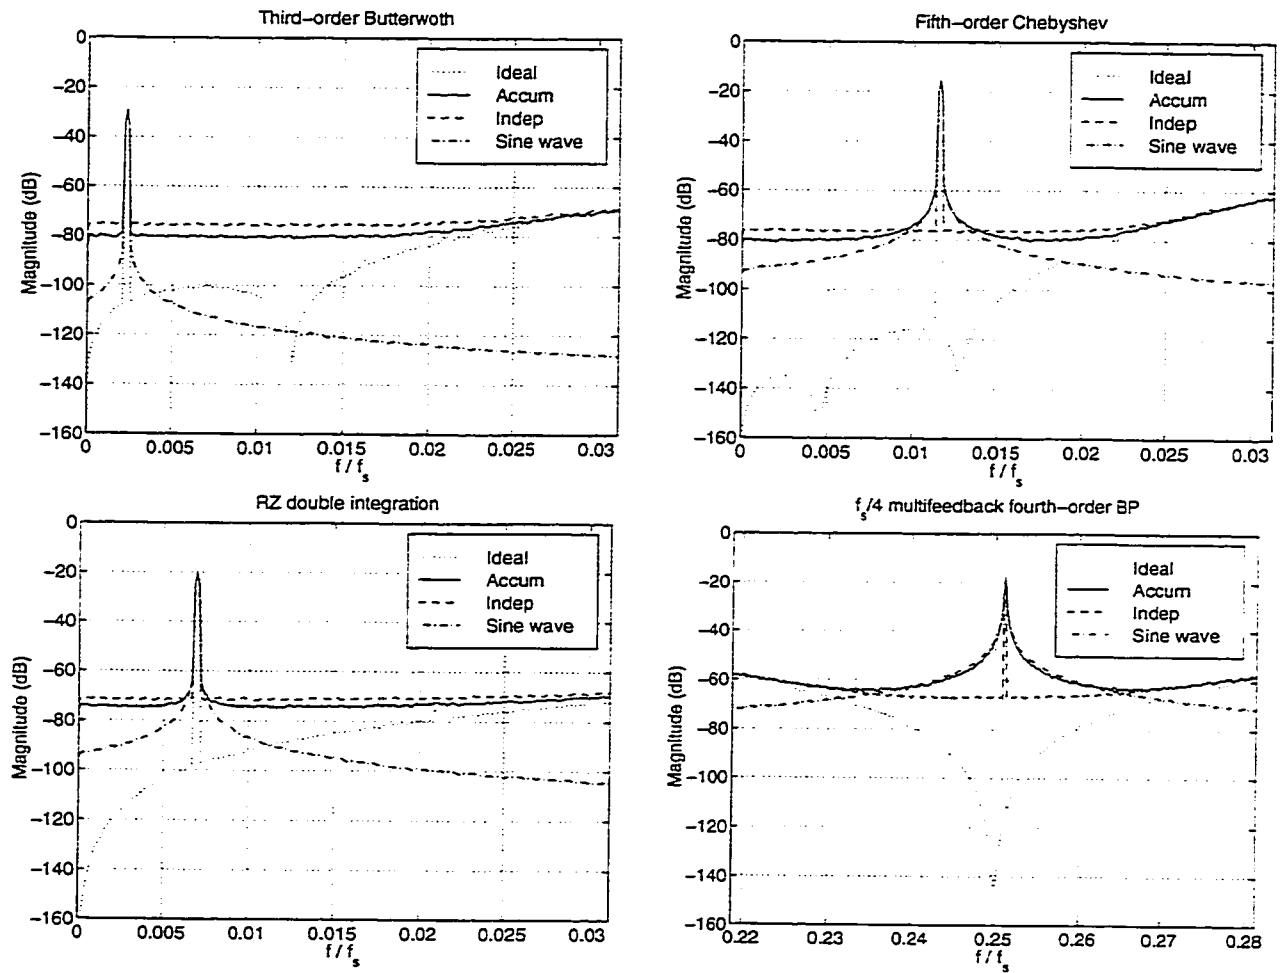 Third-order Butterwoth
0
-20
-40
-60
-80
-100
-120
-140
-160
Magnitude (dB)
Ideal
Accum
Indep
Sine wave
0 0.005 0.01 0.015 0.02 0.025 0.03
f / fs
Fifth-order Chebyshev
0
-20
-40
-60
-80
-100
-120
-140
-160
Magnitude (dB)
Ideal
Accum
Indep
Sine wave
0 0.005 0.01 0.015 0.02 0.025 0.03
f / fs
RZ double integration
0
-20
-40
-60
-80
-100
-120
-140
-160
Magnitude (dB)
Ideal
Accum
Indep
Sine wave
0 0.005 0.01 0.015 0.02 0.025 0.03
f / fs
fs/4 multifeedback fourth-order BP
0
-20
-40
-60
-80
-100
-120
-140
-160
Magnitude (dB)
Ideal
Accum
Indep
Sine wave
0.22 0.23 0.24 0.25 0.26 0.27 0.28
f / fs